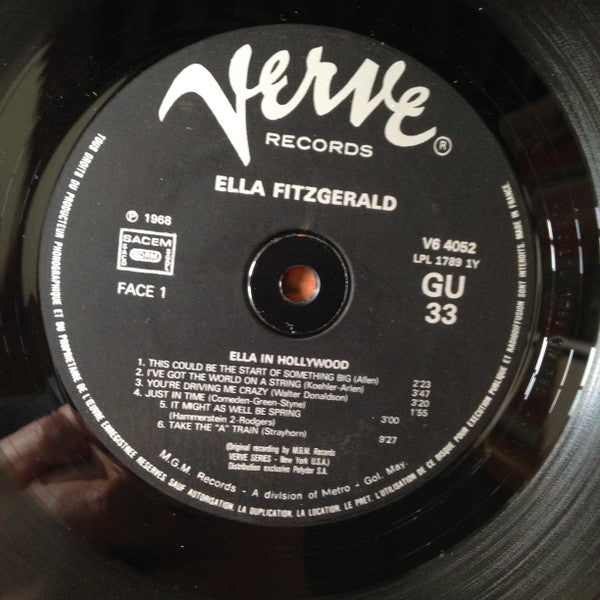 Verve®
RECORDS
ELLA FITZGERALD
℗ 1968
SACEM
SDRM
FACE 1
V6 4052
LPL 1789 1Y
GU
33
ELLA IN HOLLYWOOD
1. THIS COULD BE THE START OF SOMETHING BIG (Allen) 2'23
2. I'VE GOT THE WORLD ON A STRING (Koehler-Arlen) 3'47
3. YOU'RE DRIVING ME CRAZY (Walter Donaldson) 3'20
4. JUST IN TIME (Comeden-Green-Styne) 1'55
5. IT MIGHT AS WELL BE SPRING
(Hammerstein 2-Rodgers) 3'00
6. TAKE THE "A" TRAIN (Strayhorn) 9'27
(Original recording by M.G.M. Records
VERVE SERIES - New York U.S.A.)
Distribution exclusive Polydor S.A.
M.G.M. Records - A division of Metro - Gol. May.
TOUS DROITS DU PRODUCTEUR PHONOGRAPHIQUE ET DU PROPRIETAIRE DE L'ŒUVRE ENREGISTREE RESERVES SAUF AUTORISATION. LA DUPLICATION. LA LOCATION. LE PRET. L'UTILISATION DE CE DISQUE POUR EXECUTION PUBLIQUE ET RADIODIFFUSION SONT INTERDITS. MADE IN FRANCE.